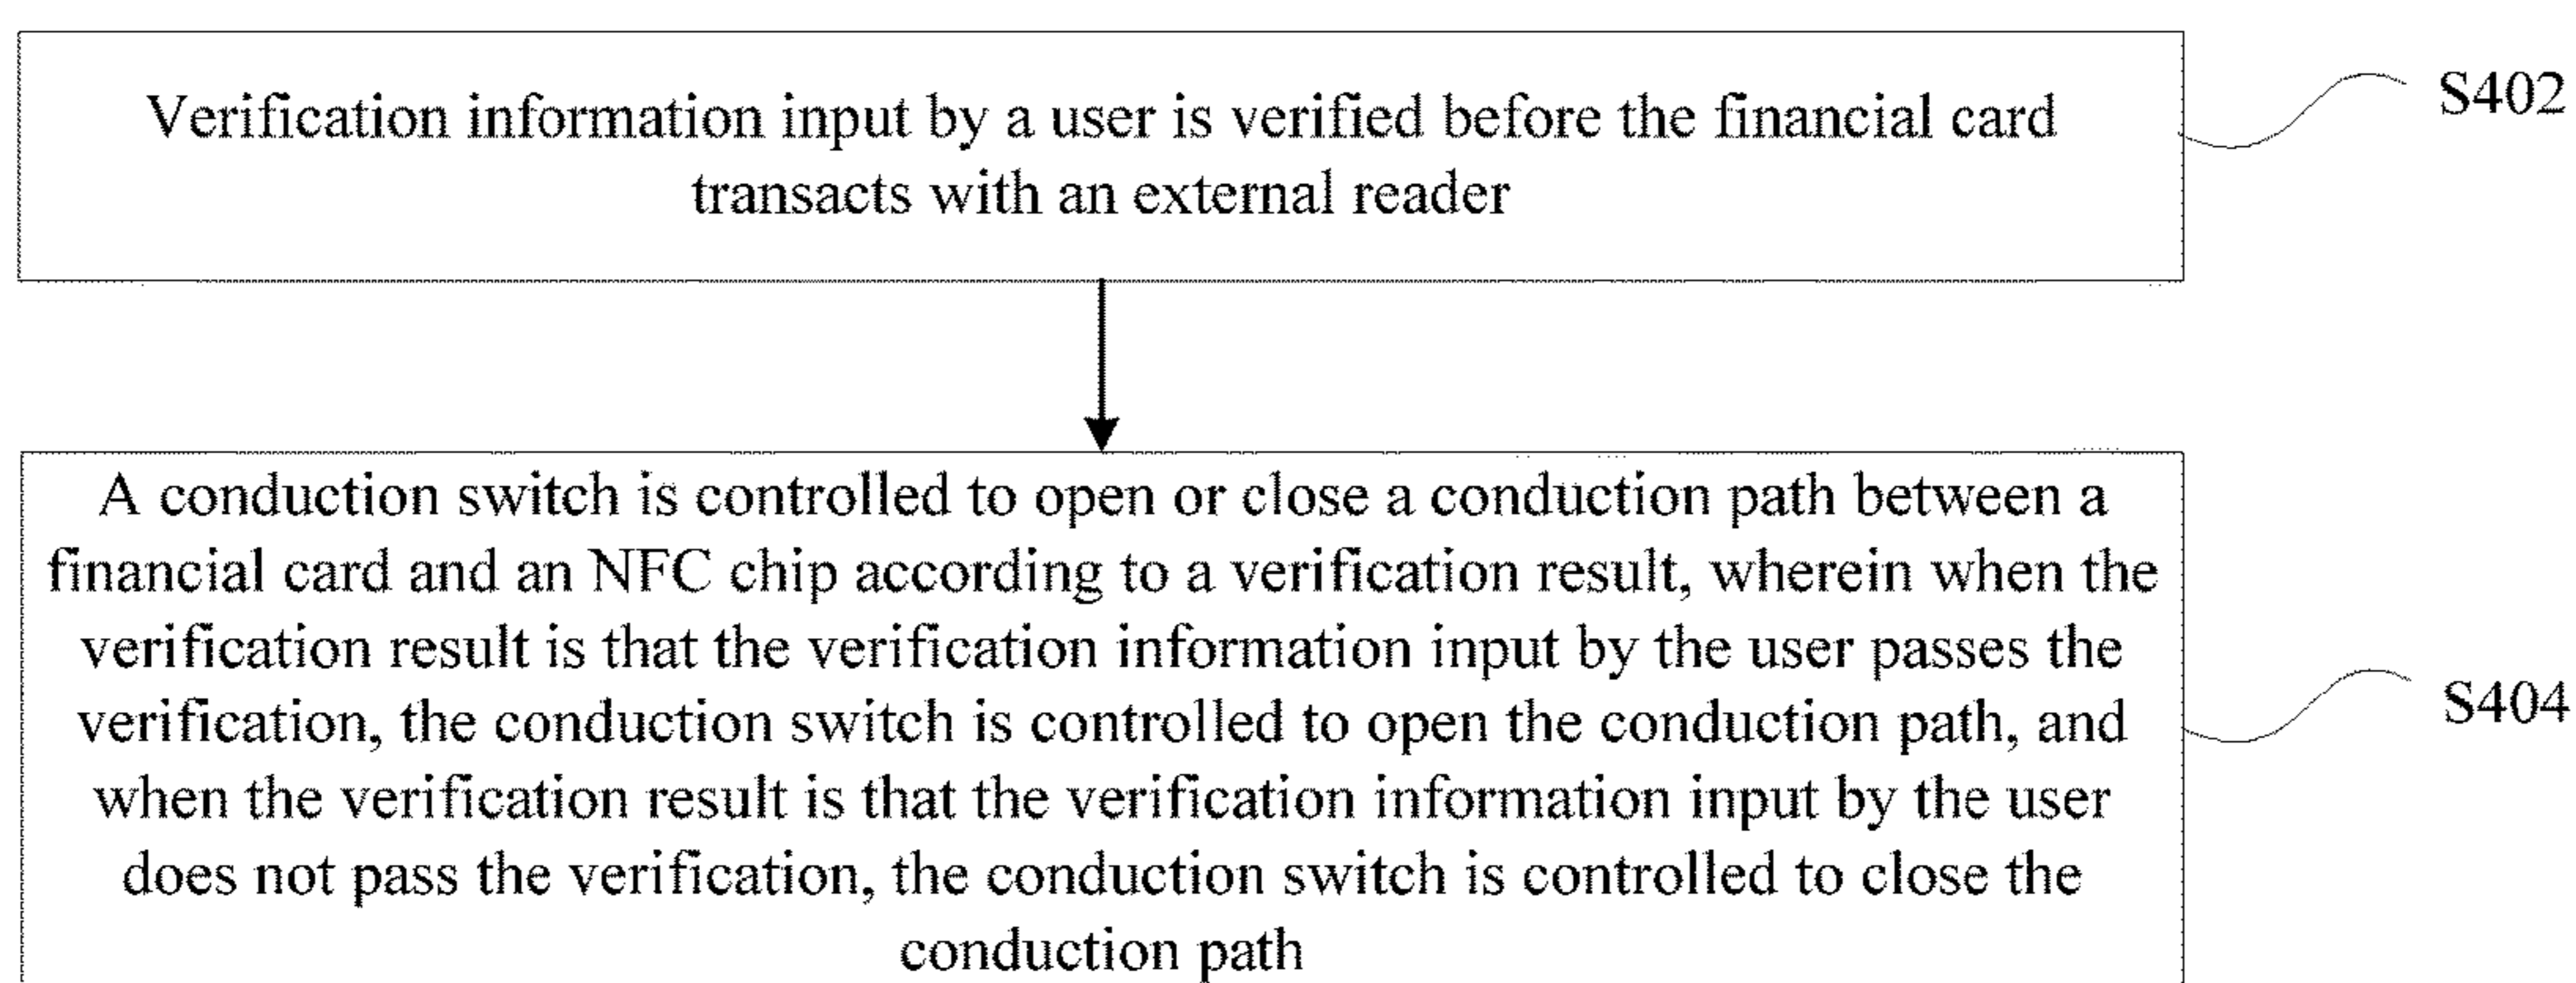 Verification information input by a user is verified before the financial card
transacts with an external reader
S402
A conduction switch is controlled to open or close a conduction path between a
financial card and an NFC chip according to a verification result, wherein when the
verification result is that the verification information input by the user passes the
verification, the conduction switch is controlled to open the conduction path, and
when the verification result is that the verification information input by the user
does not pass the verification, the conduction switch is controlled to close the
conduction path
S404